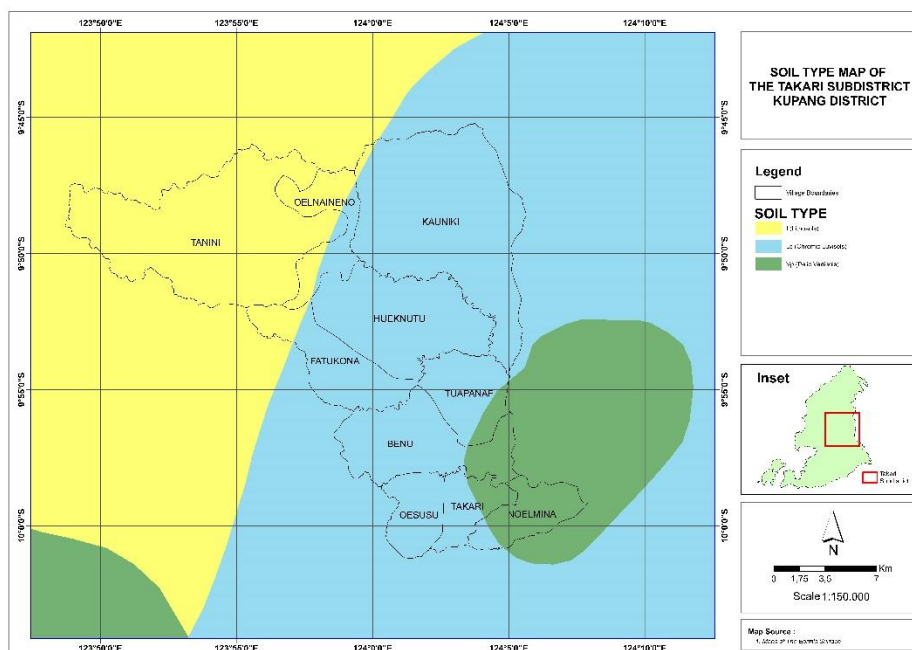 123°50'0"E 123°55'0"E 124°0'0"E 124°5'0"E 124°10'0"E
SOIL TYPE MAP OF
THE TAKARI SUBDISTRICT
KUPANG DISTRICT
9°45'0"S 9°45'0"S
Legend
Village Boundaries
SOIL TYPE
OELNAINENO
KAUNIKI
TANINI
9°50'0"S 9°50'0"S
HUEKNUTU
FATUKONA
TUAPANAF
9°55'0"S 9°55'0"S
BENU
Inset
Takari
Subdistrict
TAKARI
OESUSU
NOELMINA
10°0'0"S 10°0'0"S
N
Km
0 1,75 3,5 7
Scale 1:150.000
Map Source :
123°50'0"E 123°55'0"E 124°0'0"E 124°5'0"E 124°10'0"E